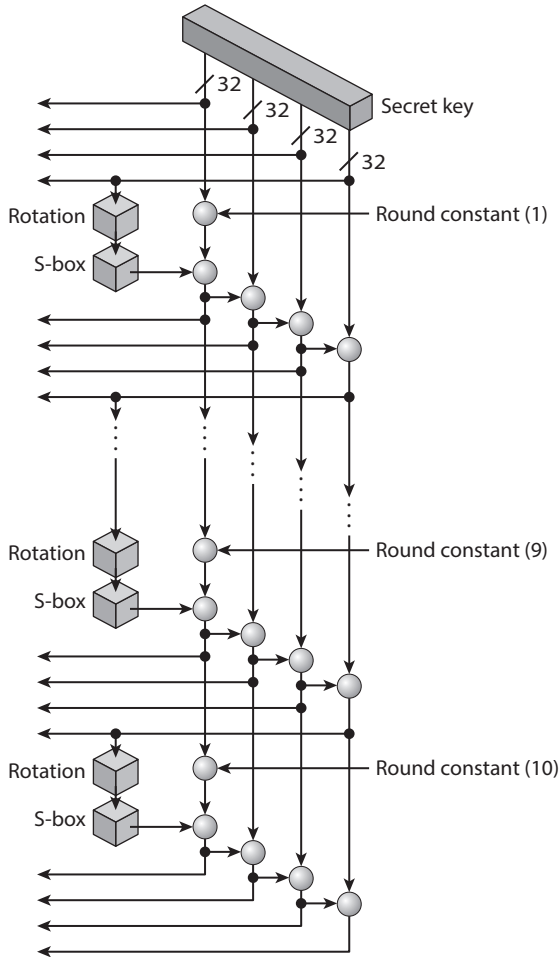 32
32
32
32
Secret key
Rotation
Round constant (1)
S-box
Rotation
Round constant (9)
S-box
Rotation
Round constant (10)
S-box